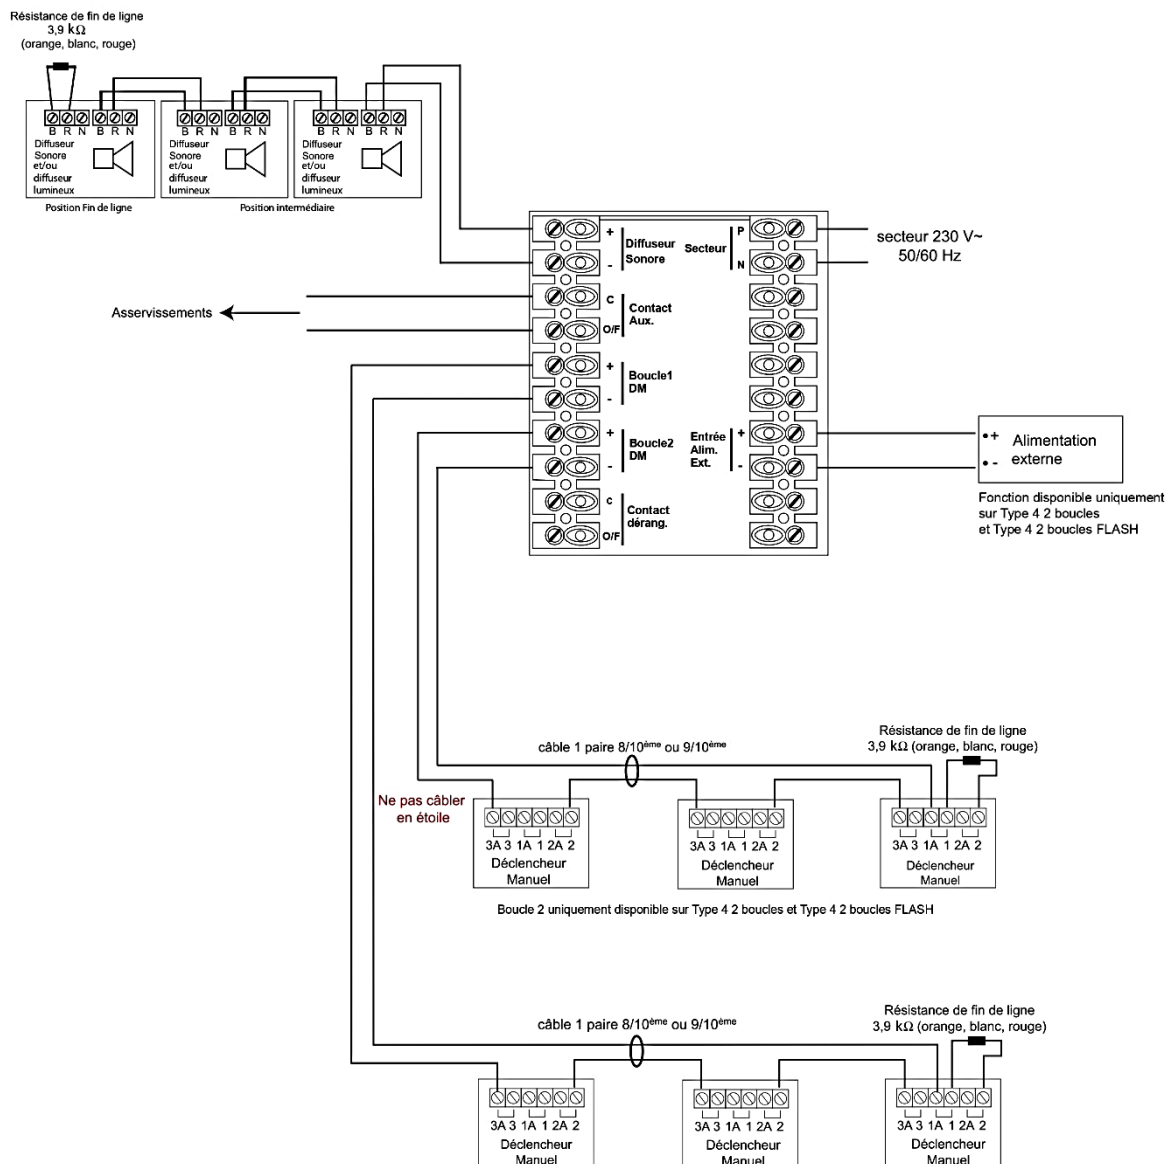 Résistance de fin de ligne
3,9 kΩ
(orange, blanc, rouge)
B R N B R N
Diffuseur
Sonore
et/ou
diffuseur
lumineux
B R N B R N
Diffuseur
Sonore
et/ou
diffuseur
lumineux
B R N B R N
Diffuseur
Sonore
et/ou
diffuseur
lumineux
Position Fin de ligne
Position intermédiaire
+
-
Diffuseur
Sonore
Secteur
P
N
secteur 230 V~
50/60 Hz
Asservissements
C
O/F
Contact
Aux.
+
-
Boucle1
DM
+
-
Boucle2
DM
Entrée
Alim.
Ext.
+
-
+
-
Alimentation
externe
Fonction disponible uniquement
sur Type 4 2 boucles
et Type 4 2 boucles FLASH
C
O/F
Contact
dérang.
câble 1 paire 8/10ème ou 9/10ème
Résistance de fin de ligne
3,9 kΩ (orange, blanc, rouge)
Ne pas câbler
en étoile
3A 3 1A 1 2A 2
Déclencheur
Manuel
3A 3 1A 1 2A 2
Déclencheur
Manuel
3A 3 1A 1 2A 2
Déclencheur
Manuel
Boucle 2 uniquement disponible sur Type 4 2 boucles et Type 4 2 boucles FLASH
câble 1 paire 8/10ème ou 9/10ème
Résistance de fin de ligne
3,9 kΩ (orange, blanc, rouge)
3A 3 1A 1 2A 2
Déclencheur
Manuel
3A 3 1A 1 2A 2
Déclencheur
Manuel
3A 3 1A 1 2A 2
Déclencheur
Manuel